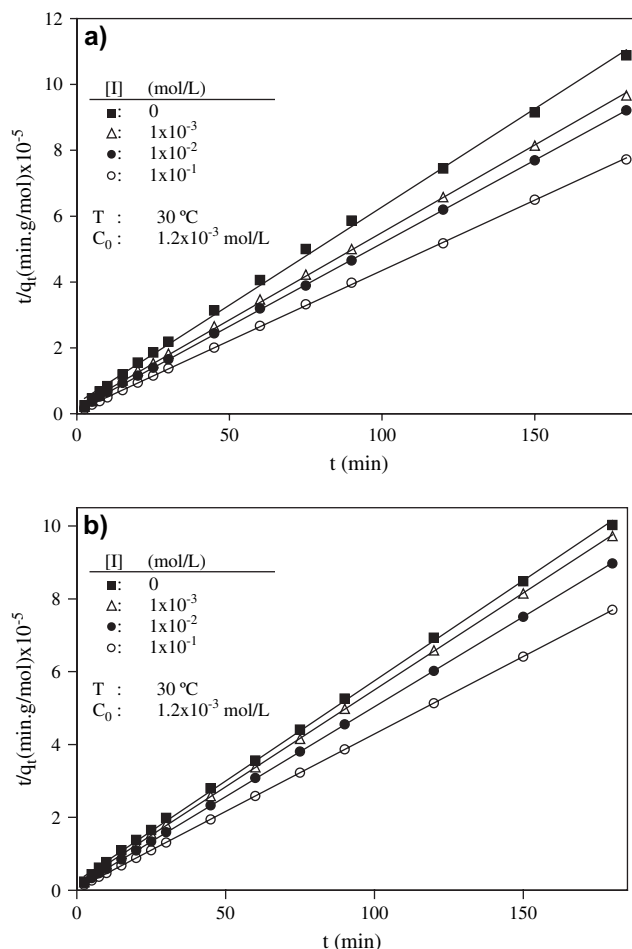 a)
12
10
8
6
4
2
0
t/qt(min.g/mol)x10-5
[I] (mol/L)
■: 0
△: 1x10-3
●: 1x10-2
○: 1x10-1
T : 30 ºC
C0 : 1.2x10-3 mol/L
0 50 100 150
t (min)
b)
10
8
6
4
2
0
t/qt(min.g/mol)x10-5
[I] (mol/L)
■: 0
△: 1x10-3
●: 1x10-2
○: 1x10-1
T : 30 ºC
C0 : 1.2x10-3 mol/L
0 50 100 150
t (min)